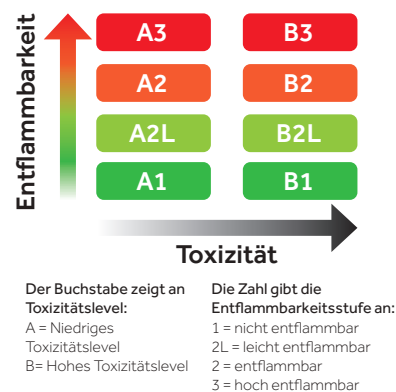 Entflammbarkeit
A3 B3
A2 B2
A2L B2L
A1 B1
Toxizität
Der Buchstabe zeigt an
Toxizitätslevel:
A = Niedriges
Toxizitätslevel
B= Hohes Toxizitätslevel
Die Zahl gibt die
Entflammbarkeitsstufe an:
1 = nicht entflammbar
2L = leicht entflammbar
2 = entflammbar
3 = hoch entflammbar